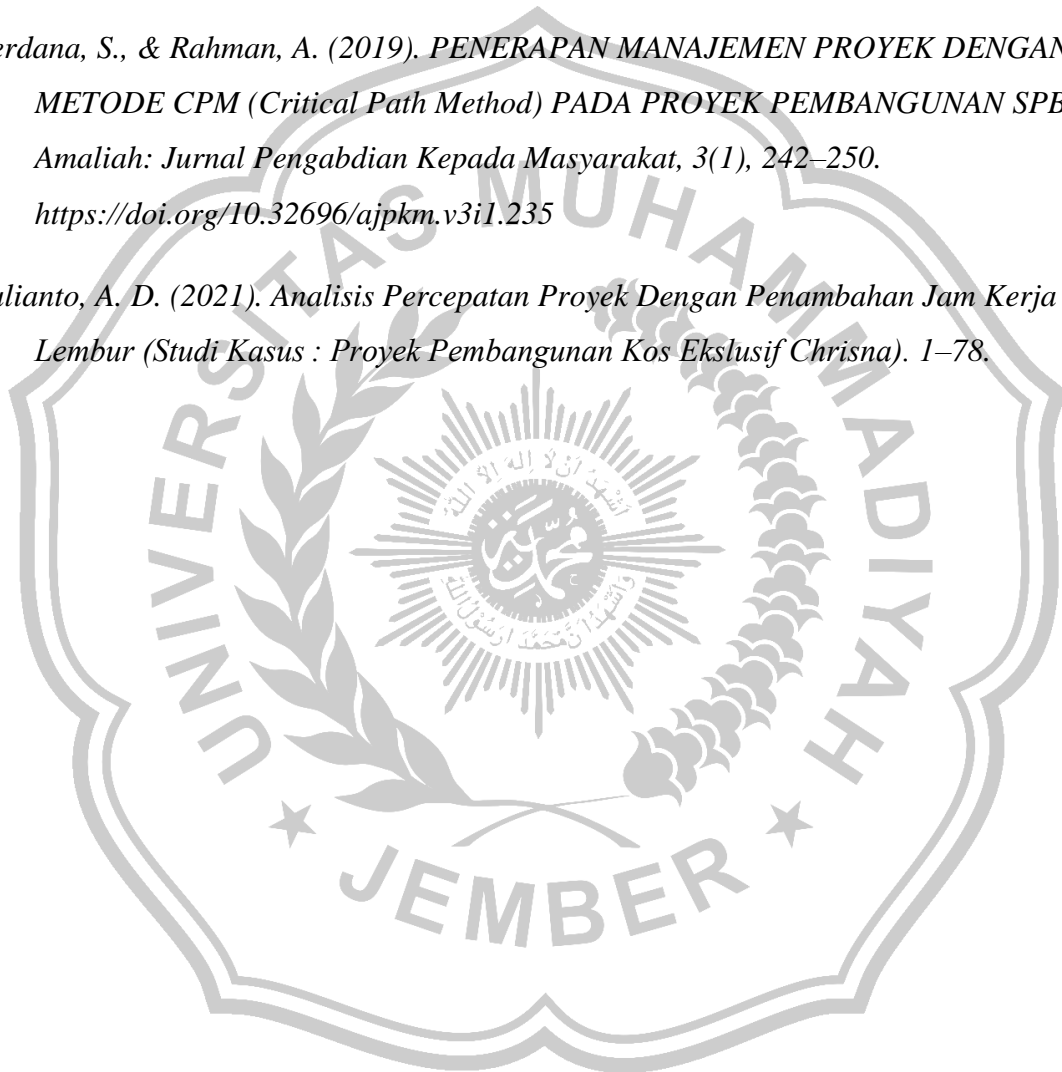 erdana, S., & Rahman, A. (2019). PENERAPAN MANAJEMEN PROYEK DENGAN
METODE CPM (Critical Path Method) PADA PROYEK PEMBANGUNAN SPB
Amaliah: Jurnal Pengabdian Kepada Masyarakat, 3(1), 242–250.
https://doi.org/10.32696/ajpkm.v3i1.235
ulianto, A. D. (2021). Analisis Percepatan Proyek Dengan Penambahan Jam Kerja
Lembur (Studi Kasus : Proyek Pembangunan Kos Ekslusif Chrisna). 1–78.
UNIVERSITAS MUHAMMADIYAH
JEMBER